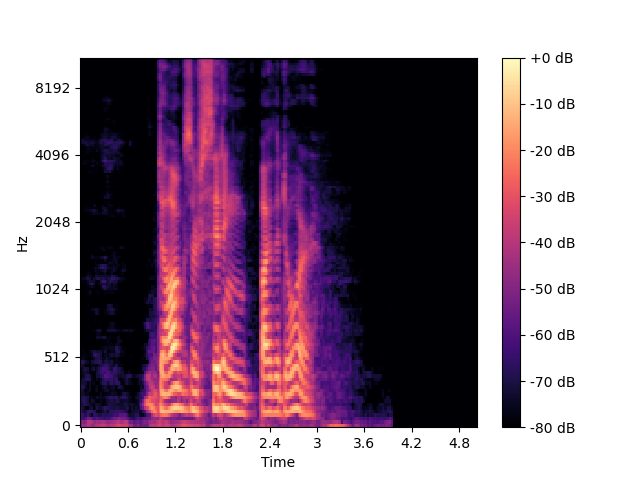 +0 dB
8192
-10 dB
4096
-20 dB
-30 dB
2048
Hz
-40 dB
1024
-50 dB
512
-60 dB
-70 dB
0
-80 dB
0 0.6 1.2 1.8 2.4 3 3.6 4.2 4.8
Time